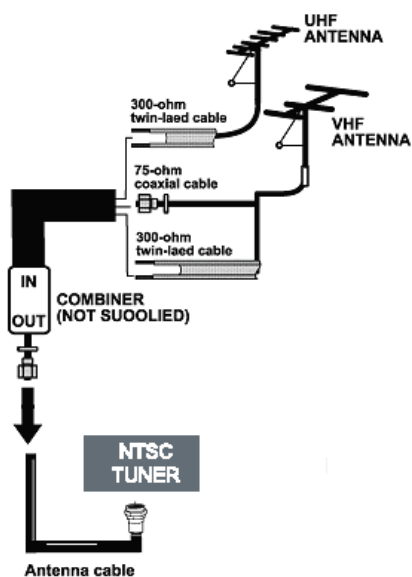 UHF
ANTENNA
300-ohm
twin-laed cable
VHF
ANTENNA
75-ohm
coaxial cable
300-ohm
twin-laed cable
IN
OUT
COMBINER
(NOT SUOOLIED)
NTSC
TUNER
Antenna cable